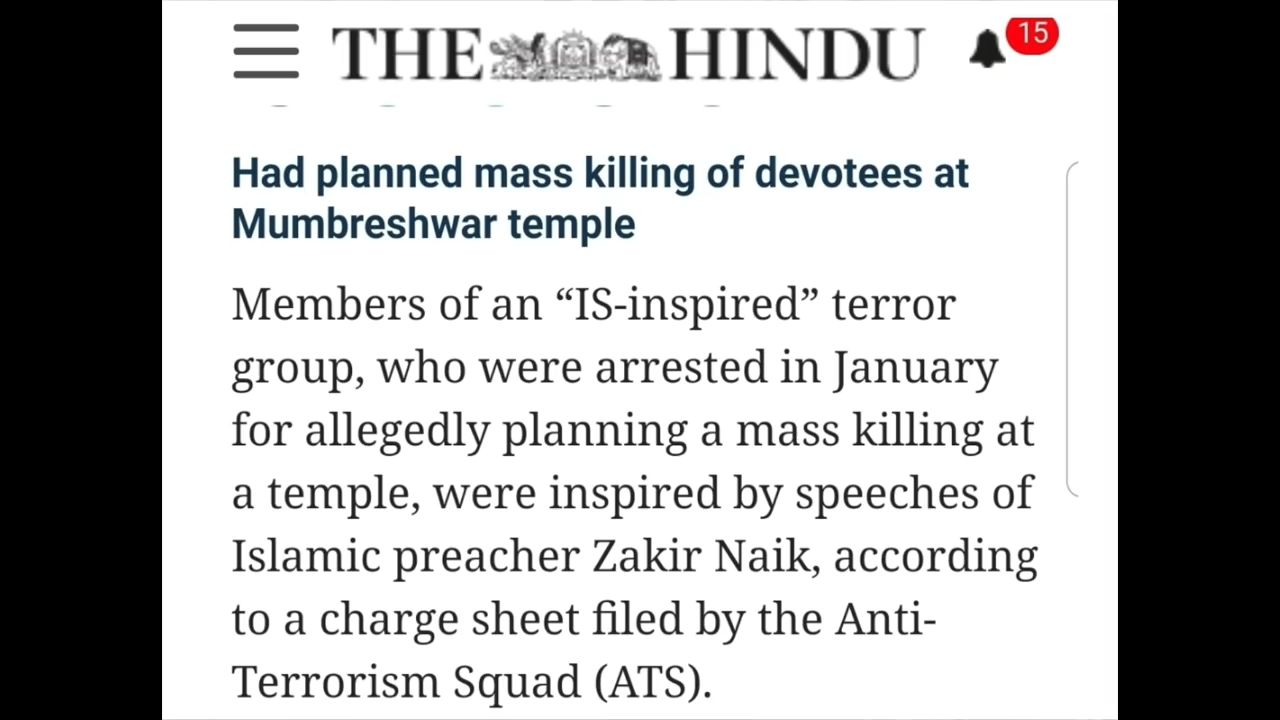 THE HINDU
15
Had planned mass killing of devotees at
Mumbreshwar temple
Members of an “IS-inspired” terror
group, who were arrested in January
for allegedly planning a mass killing at
a temple, were inspired by speeches of
Islamic preacher Zakir Naik, according
to a charge sheet filed by the Anti-
Terrorism Squad (ATS).